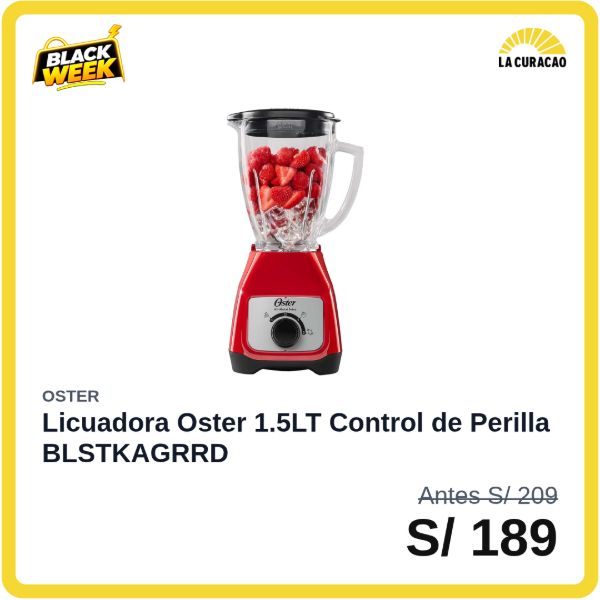 BLACK
WEEK
LA CURACAO
Oster
OSTER
Licuadora Oster 1.5LT Control de Perilla
BLSTKAGRRD
Antes S/ 209
S/ 189